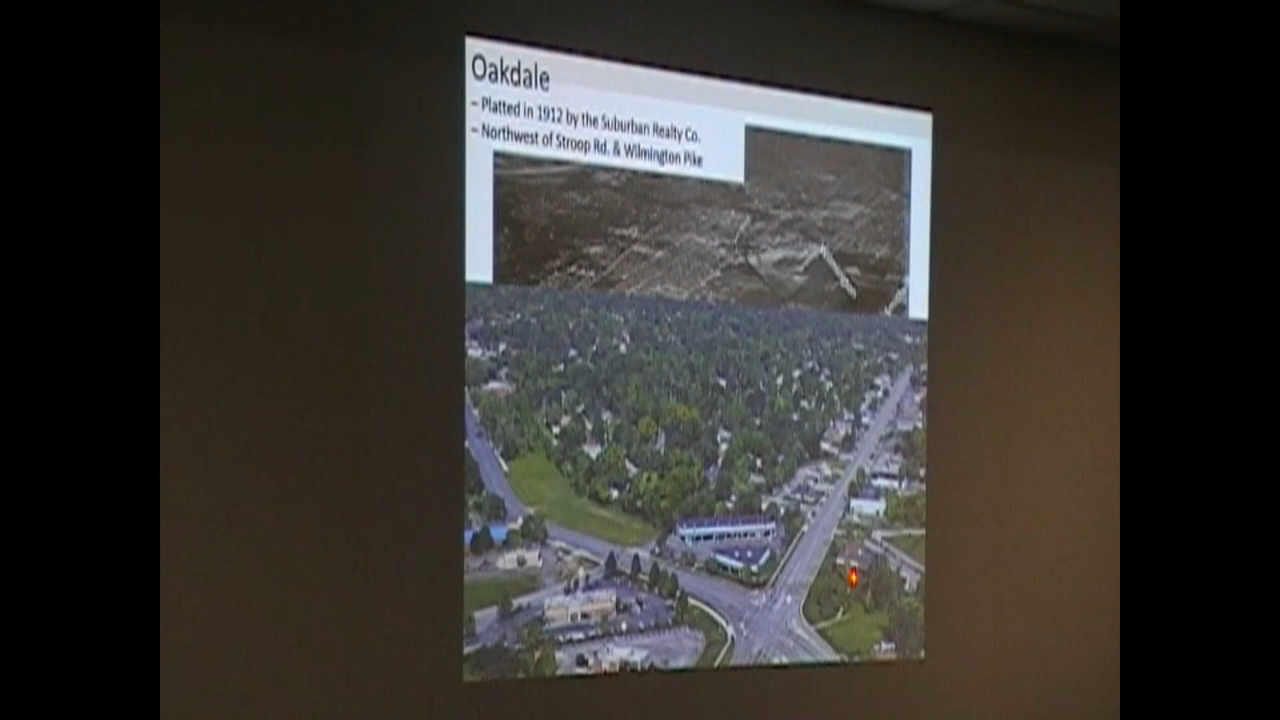 Oakdale
– Platted in 1912 by the Suburban Realty Co.
– Northwest of Stroop Rd. & Wilmington Pike